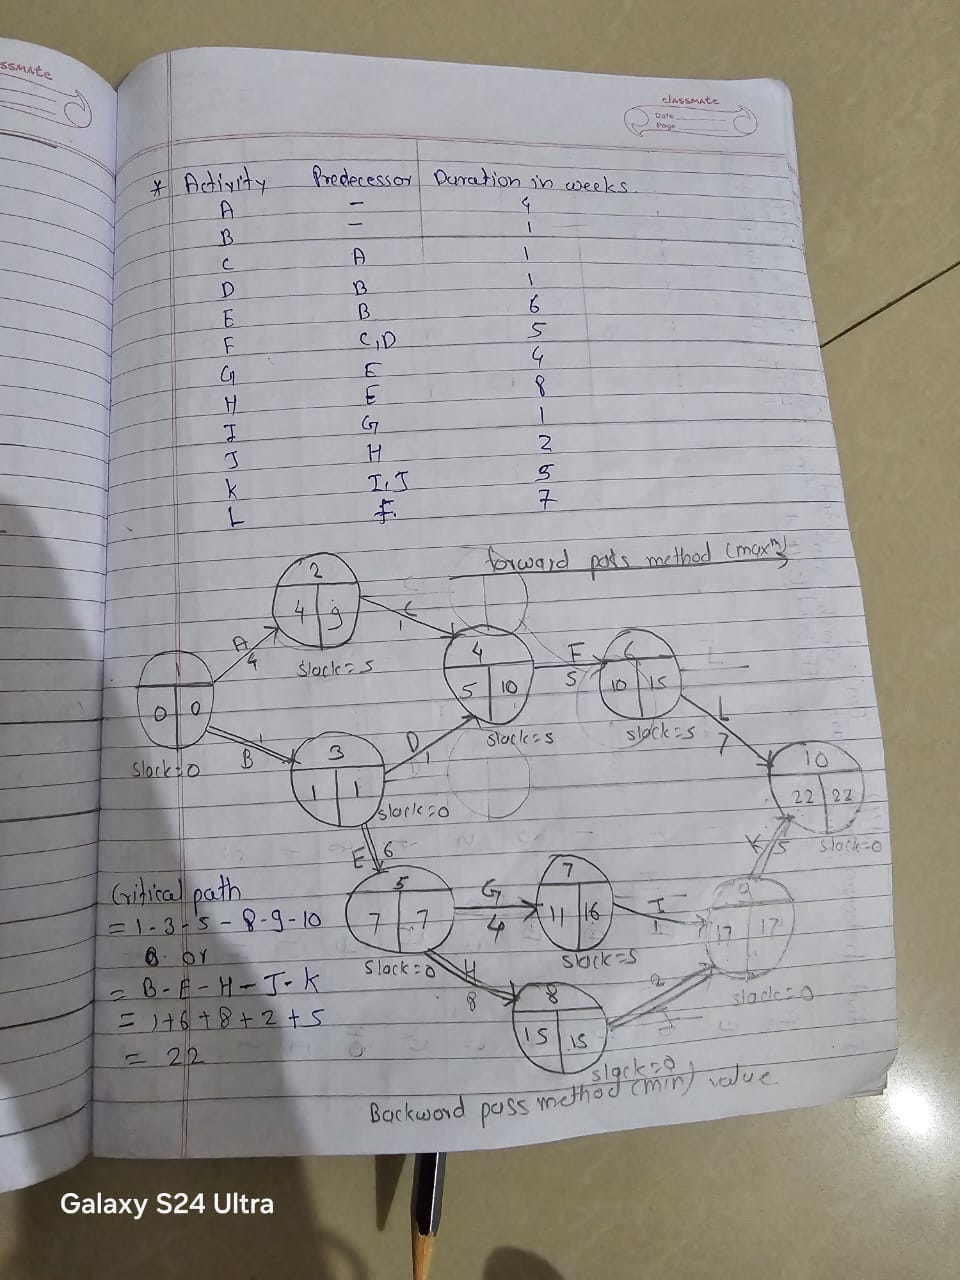 ssmate
classmate
Date
Page
* Activity Predecessor Duration in weeks.
A - 4
B - 1
C A 1
D B 1
E B 6
F C,D 5
G E 4
H E 8
I G 1
J H 2
K I,J 5
L F. 7
forward pass method (maxm)
2
4 9
slack=5
A 4
C 1
4
5 10
slack=5
F 5
6
10 15
slack=5
L 7
0 0
slack=0
B 1
3
1 1
slack=0
D 1
10
22 22
slack=0
K 5
E 6
5
7 7
slack=0
G 4
7
11 16
slack=5
I 1
9
17 17
slack=0
H 8
8
15 15
slack=0
J 2
Critical path
= 1-3-5-8-9-10
or
= B-E-H-J-K
= 1+6+8+2+5
= 22
Backword pass method (min) value
Galaxy S24 Ultra